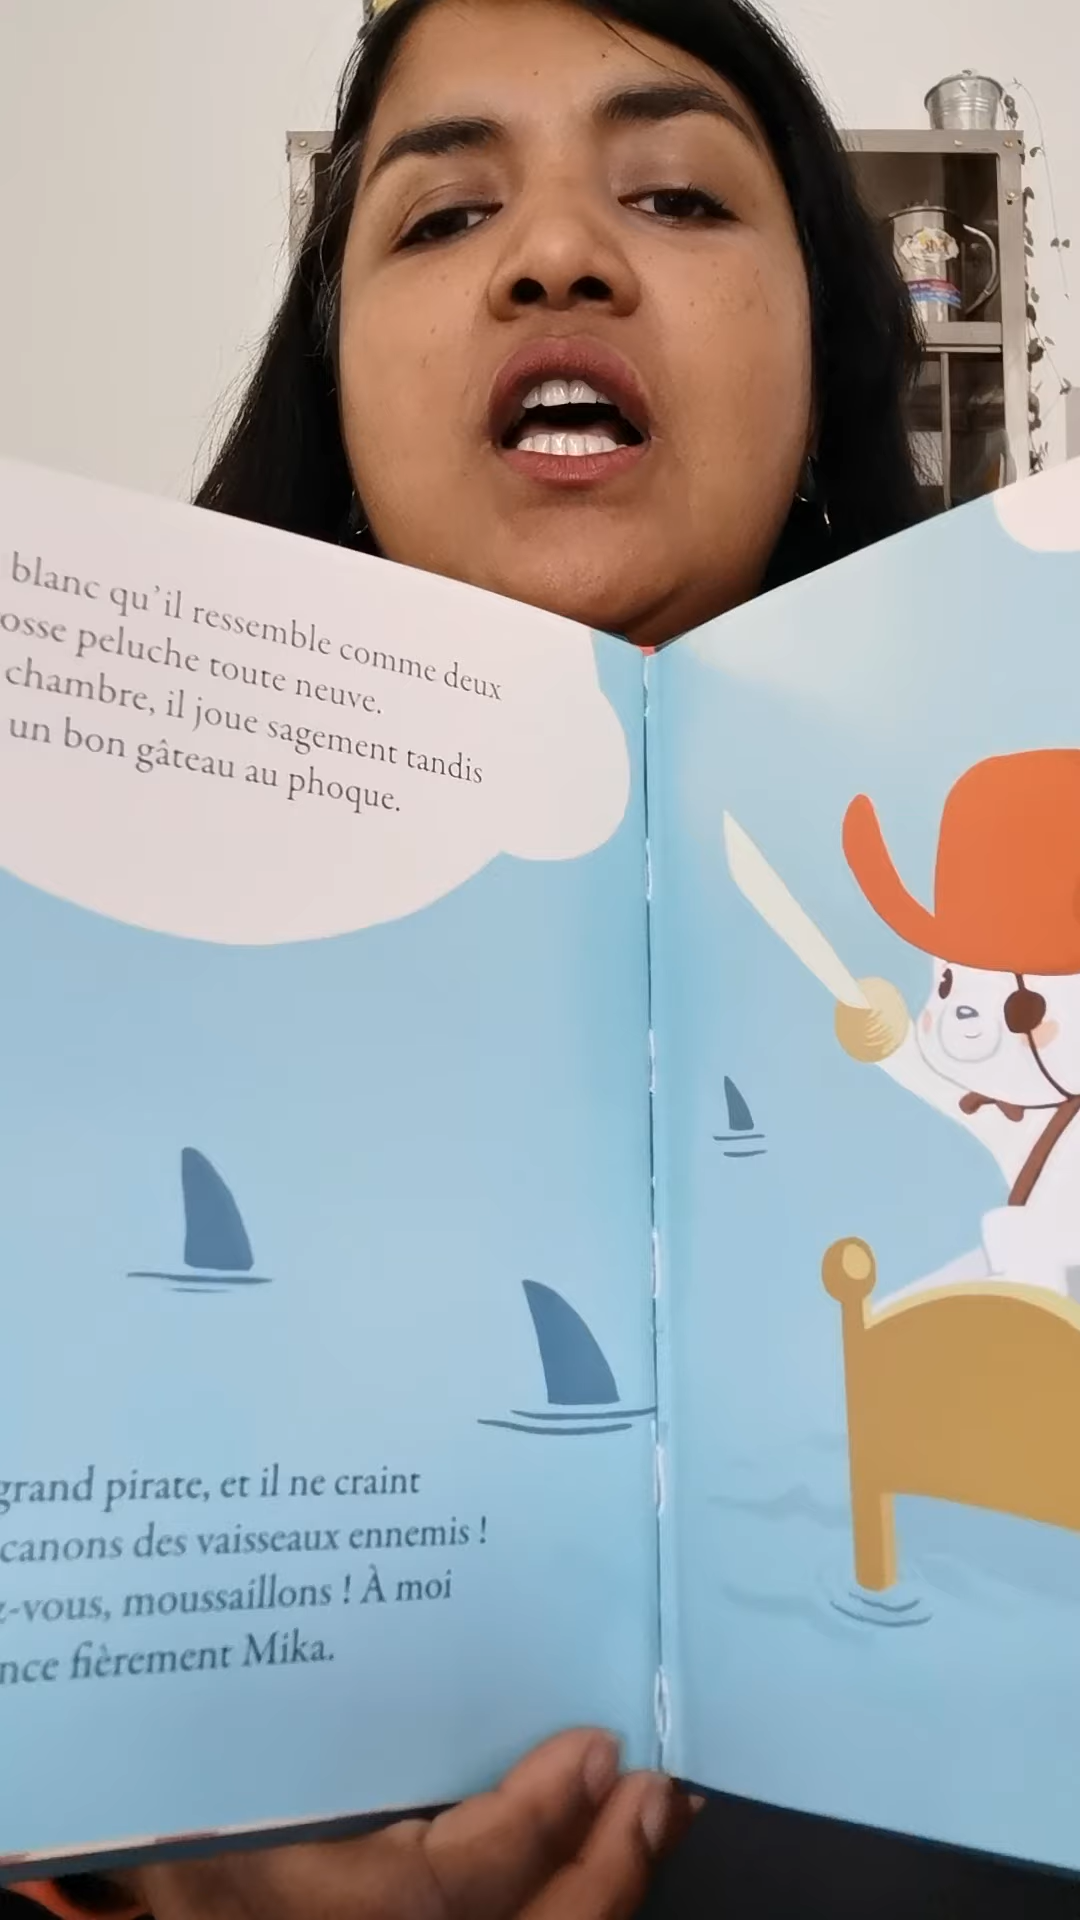 blanc qu'il ressemble comme deux
osse peluche toute neuve.
chambre, il joue sagement tandis
un bon gâteau au phoque.
grand pirate, et il ne craint
canons des vaisseaux ennemis !
z-vous, moussaillons ! À moi
nce fièrement Mika.